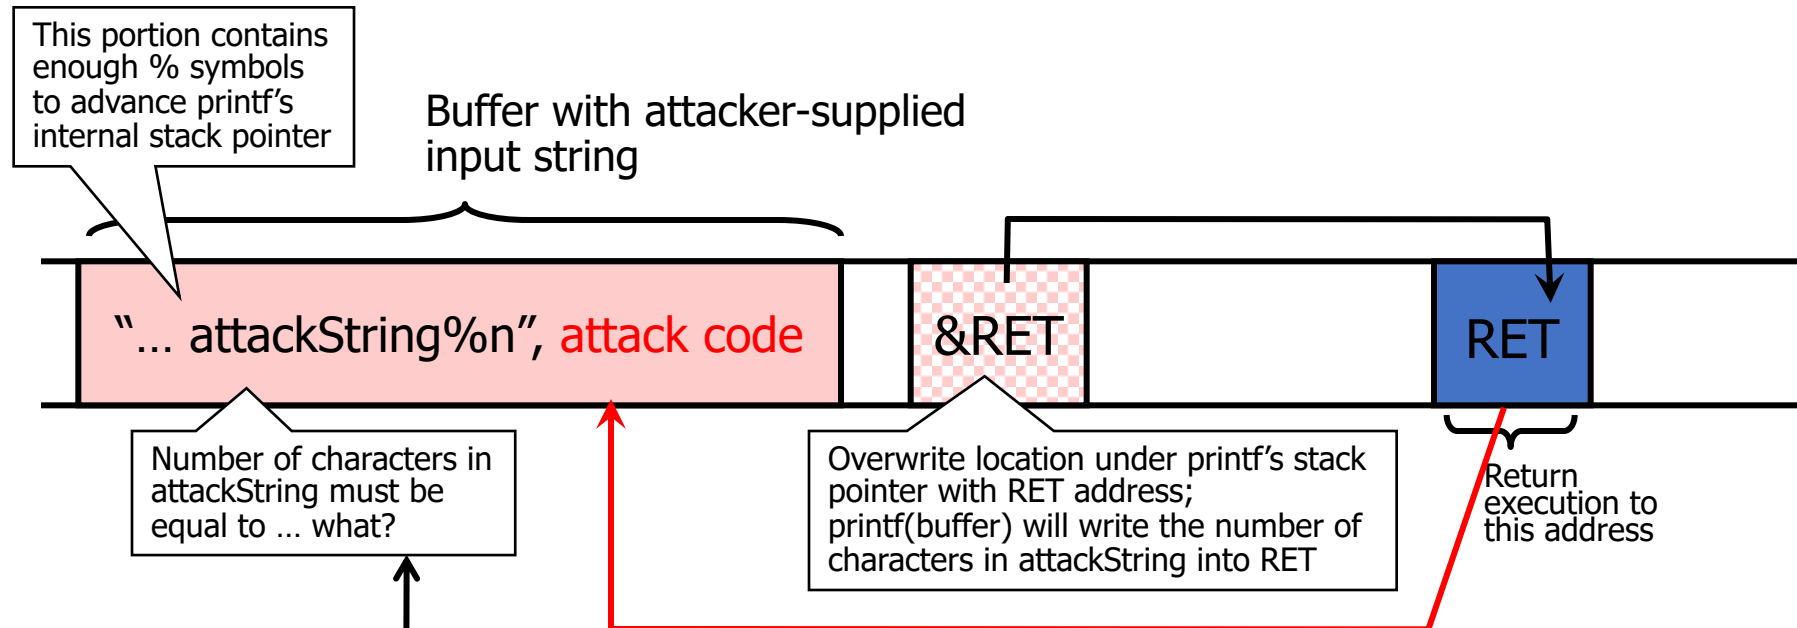 This portion contains
enough % symbols
to advance printf’s
internal stack pointer
Buffer with attacker-supplied
input string
“... attackString%n”, attack code
&RET
RET
Number of characters in
attackString must be
equal to ... what?
Overwrite location under printf’s stack
pointer with RET address;
printf(buffer) will write the number of
characters in attackString into RET
Return
execution to
this address